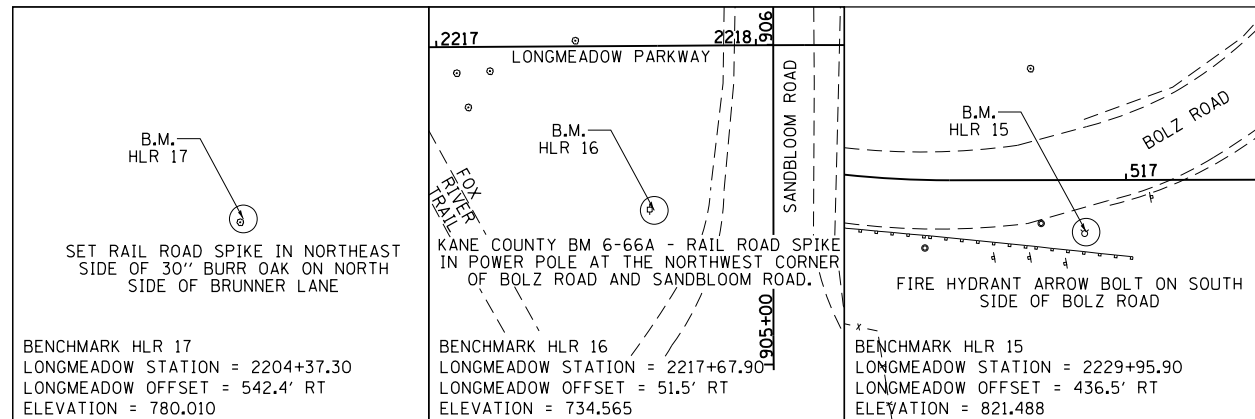 B.M.
HLR 17
SET RAIL ROAD SPIKE IN NORTHEAST
SIDE OF 30'' BURR OAK ON NORTH
SIDE OF BRUNNER LANE
BENCHMARK HLR 17
LONGMEADOW STATION = 2204+37.30
LONGMEADOW OFFSET = 542.4' RT
ELEVATION = 780.010
2217
2218
906
LONGMEADOW PARKWAY
SANDBLOOM ROAD
B.M.
HLR 16
FOX
RIVER
TRAIL
KANE COUNTY BM 6-66A - RAIL ROAD SPIKE
IN POWER POLE AT THE NORTHWEST CORNER
OF BOLZ ROAD AND SANDBLOOM ROAD.
905+00
BENCHMARK HLR 16
LONGMEADOW STATION = 2217+67.90
LONGMEADOW OFFSET = 51.5' RT
ELEVATION = 734.565
B.M.
HLR 15
BOLZ ROAD
517
FIRE HYDRANT ARROW BOLT ON SOUTH
SIDE OF BOLZ ROAD
BENCHMARK HLR 15
LONGMEADOW STATION = 2229+95.90
LONGMEADOW OFFSET = 436.5' RT
ELEVATION = 821.488